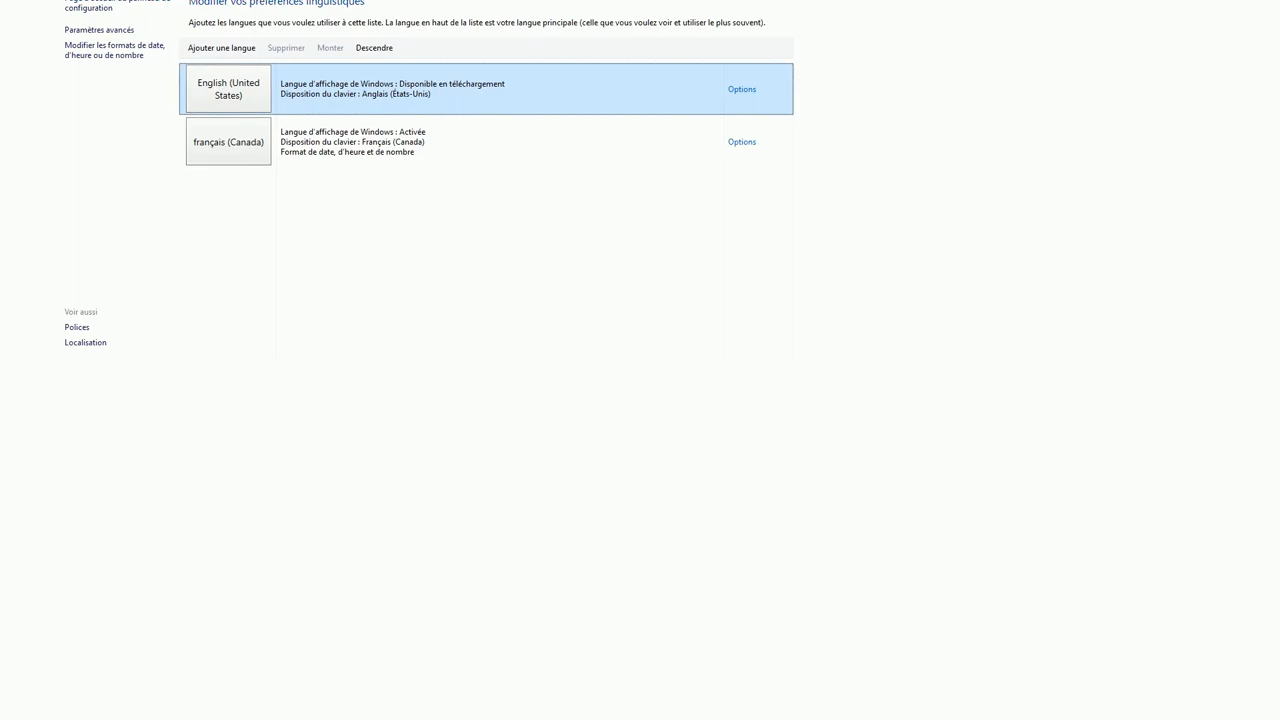 configuration
Modifier vos préférences linguistiques
Ajoutez les langues que vous voulez utiliser à cette liste. La langue en haut de la liste est votre langue principale (celle que vous voulez voir et utiliser le plus souvent).
Paramètres avancés
Modifier les formats de date,
d'heure ou de nombre
Ajouter une langue Supprimer Monter Descendre
English (United
States)
Langue d'affichage de Windows : Disponible en téléchargement
Disposition du clavier : Anglais (États-Unis)
Options
français (Canada)
Langue d'affichage de Windows : Activée
Disposition du clavier : Français (Canada)
Format de date, d'heure et de nombre
Options
Voir aussi
Polices
Localisation